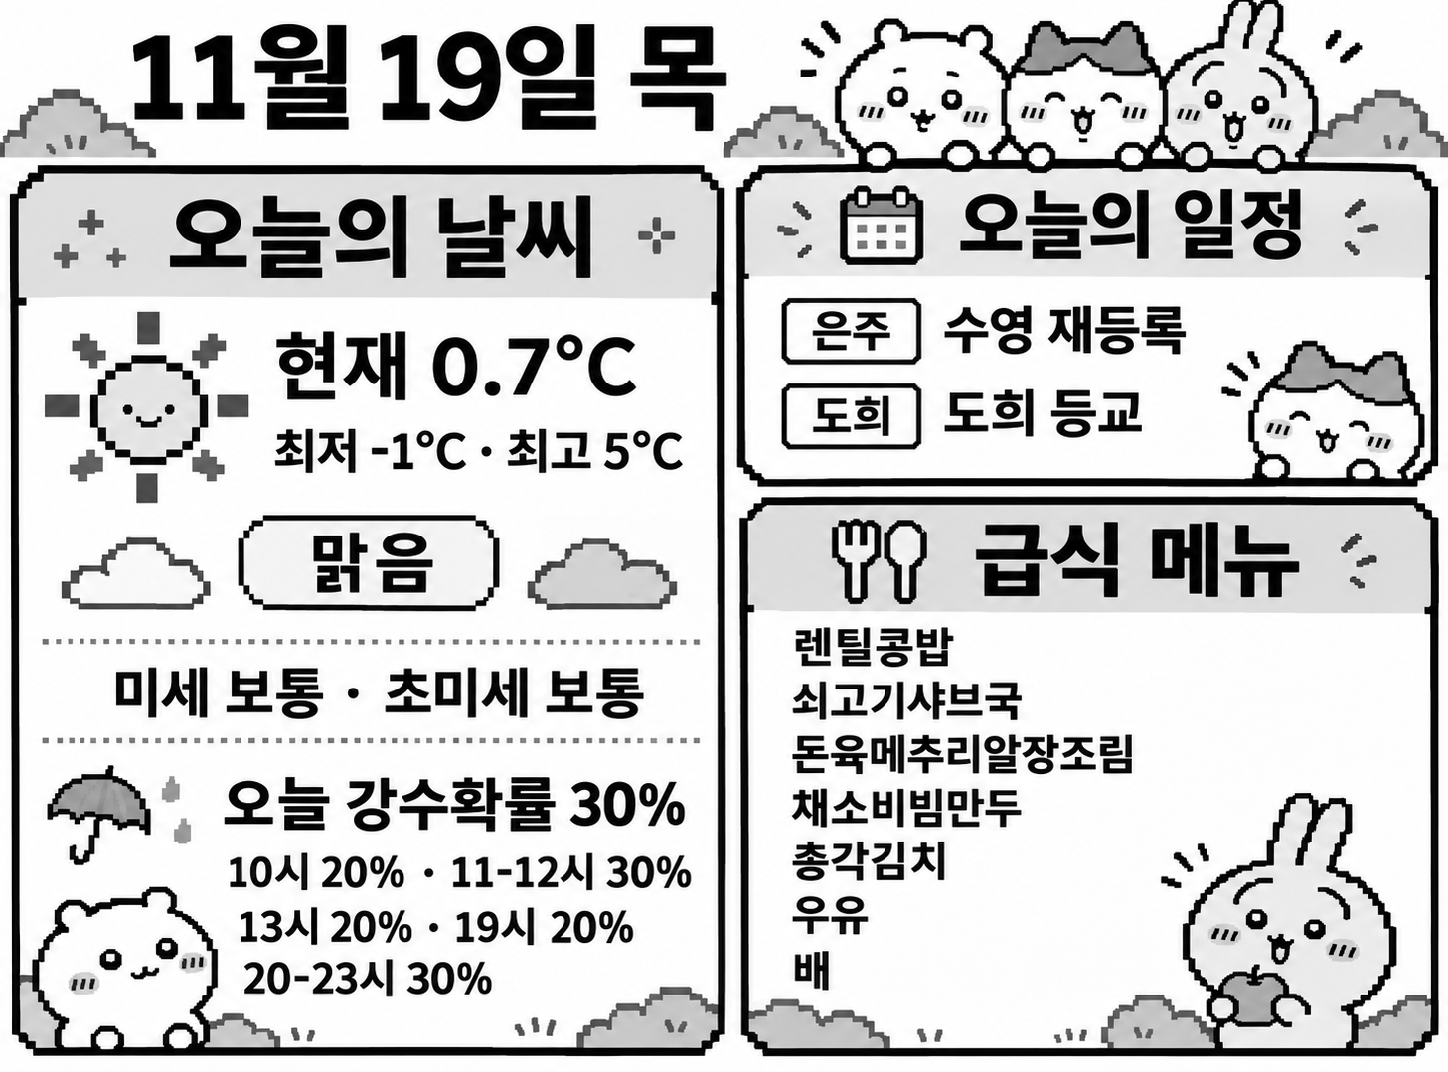 11월 19일 목
오늘의 날씨
현재 0.7°C
최저 -1°C · 최고 5°C
맑음
미세 보통 · 초미세 보통
오늘 강수확률 30%
10시 20% · 11-12시 30%
13시 20% · 19시 20%
20-23시 30%
오늘의 일정
은주 수영 재등록
도희 도희 등교
급식 메뉴
렌틸콩밥
쇠고기샤브국
돈육메추리알장조림
채소비빔만두
총각김치
우유
배